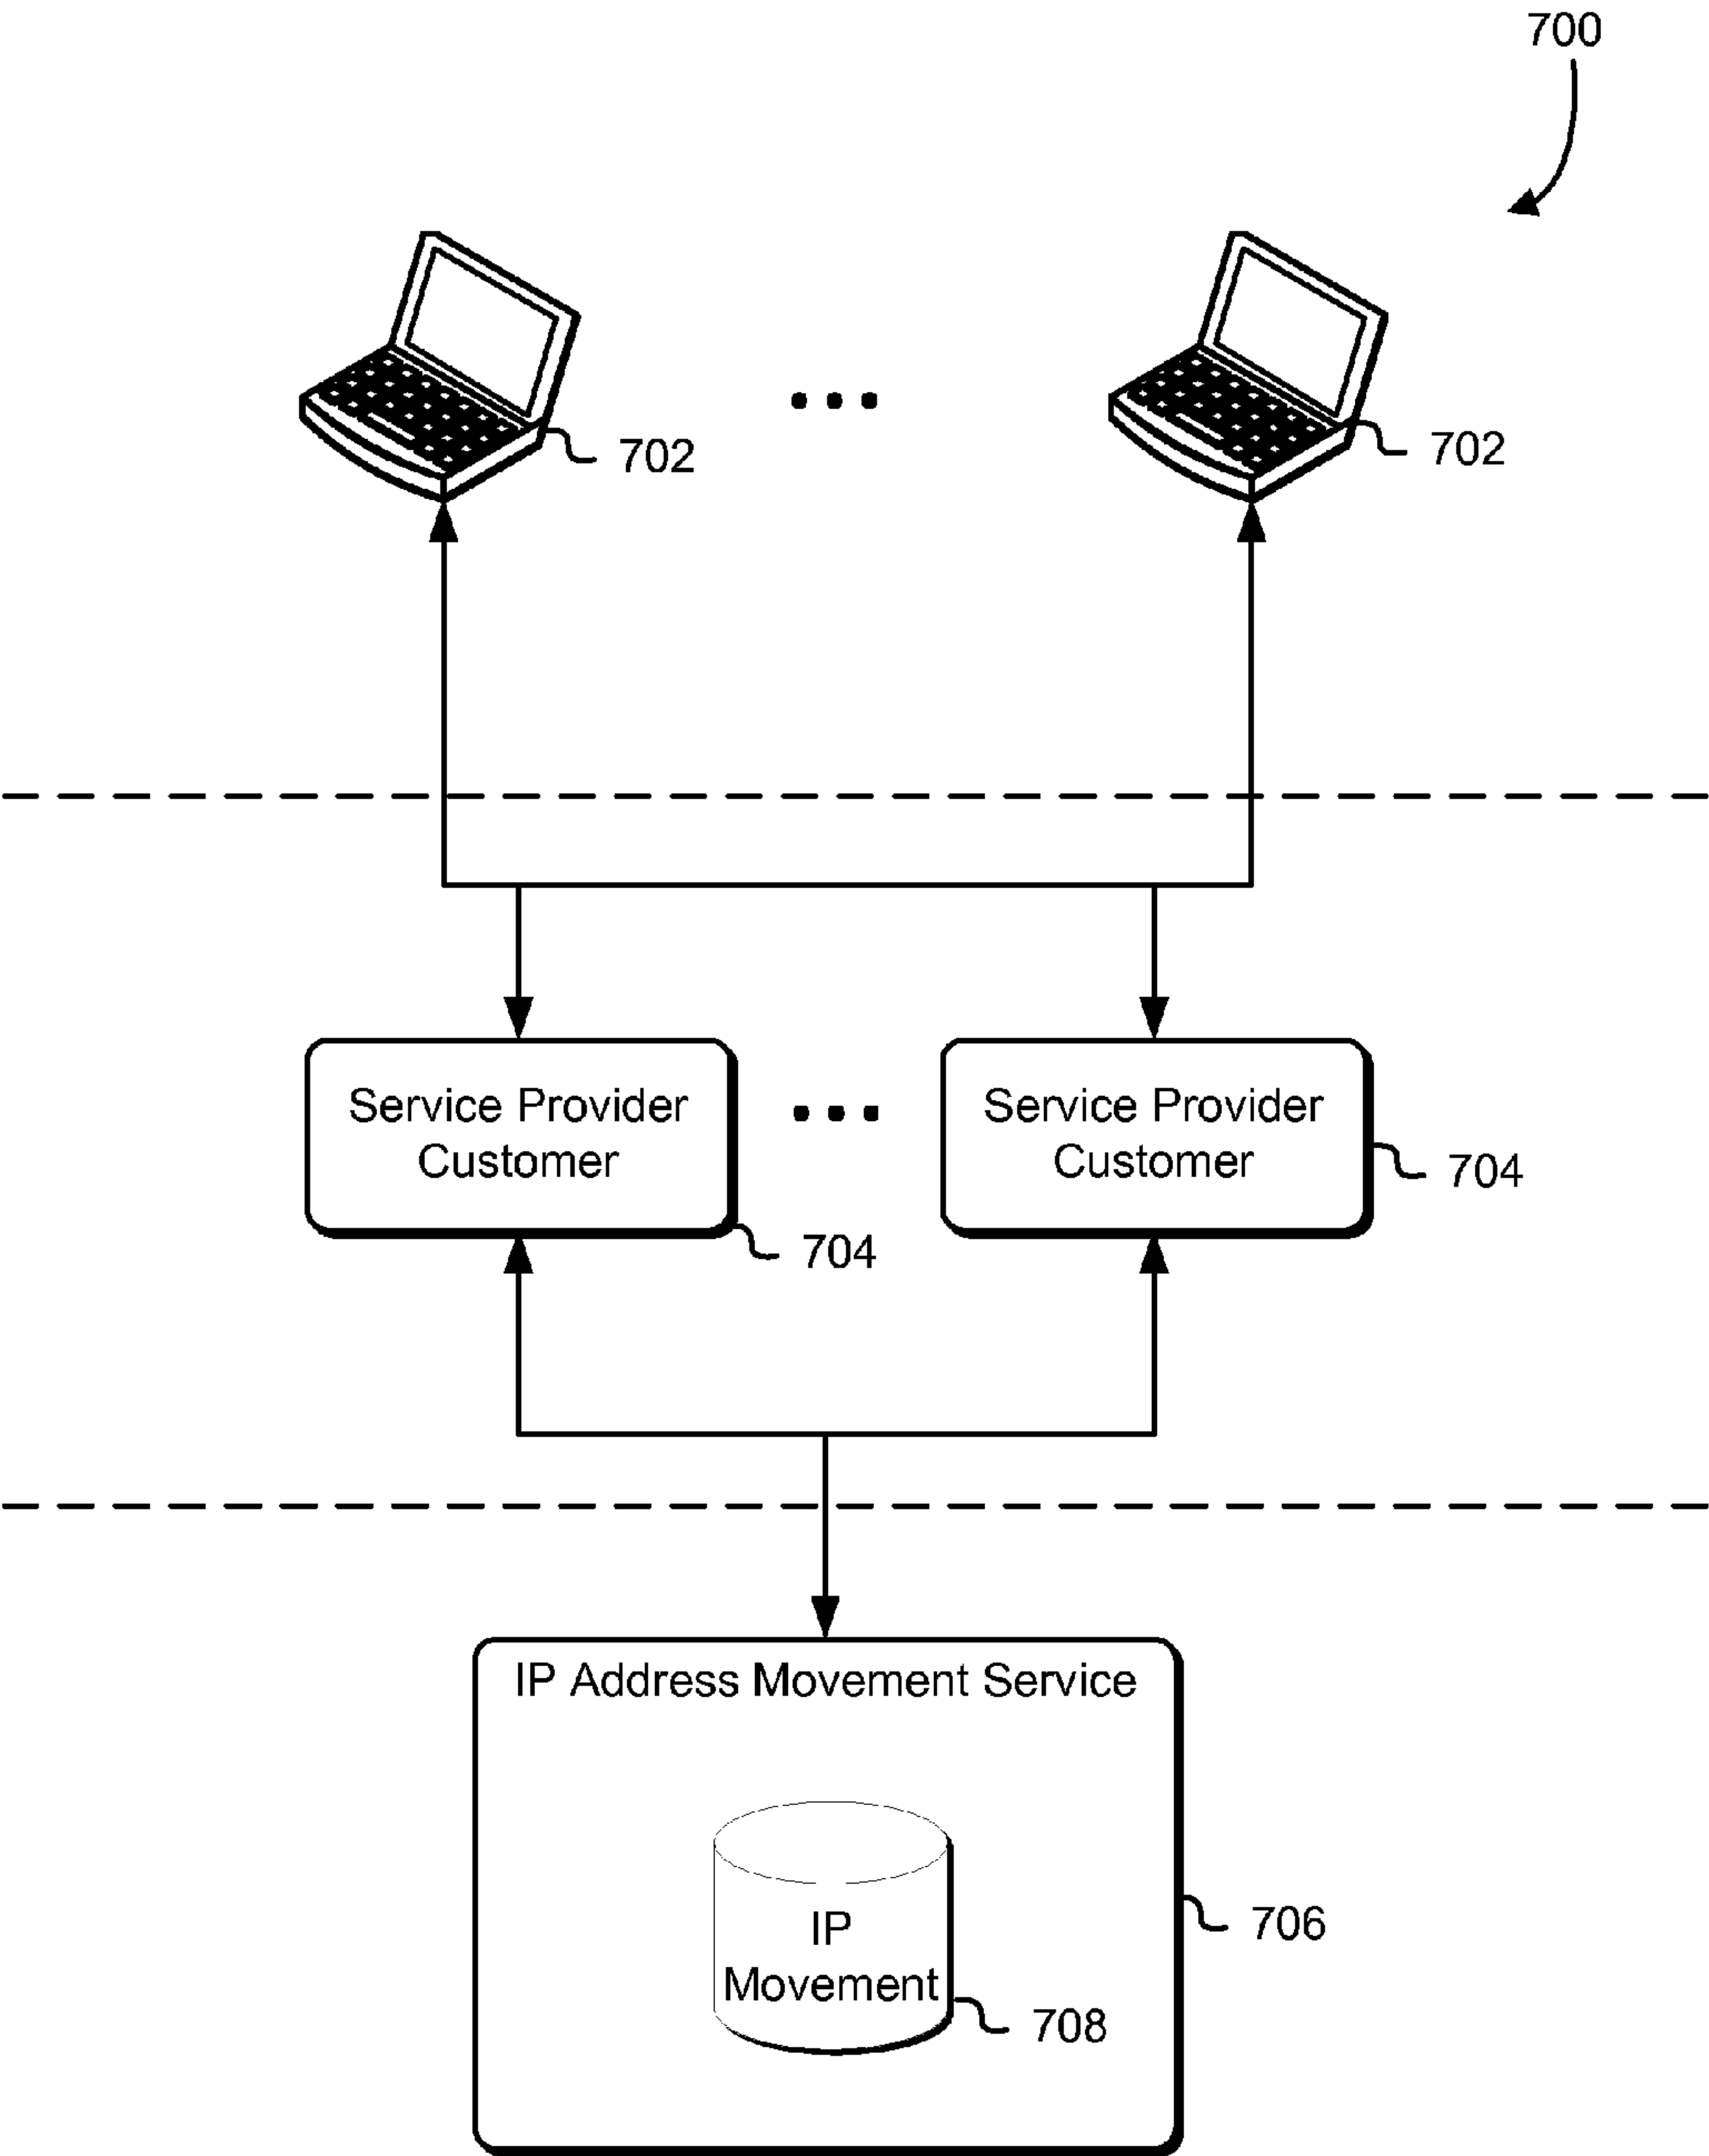 700
702
702
Service Provider
Customer
704
Service Provider
Customer
704
IP Address Movement Service
IP
Movement
708
706